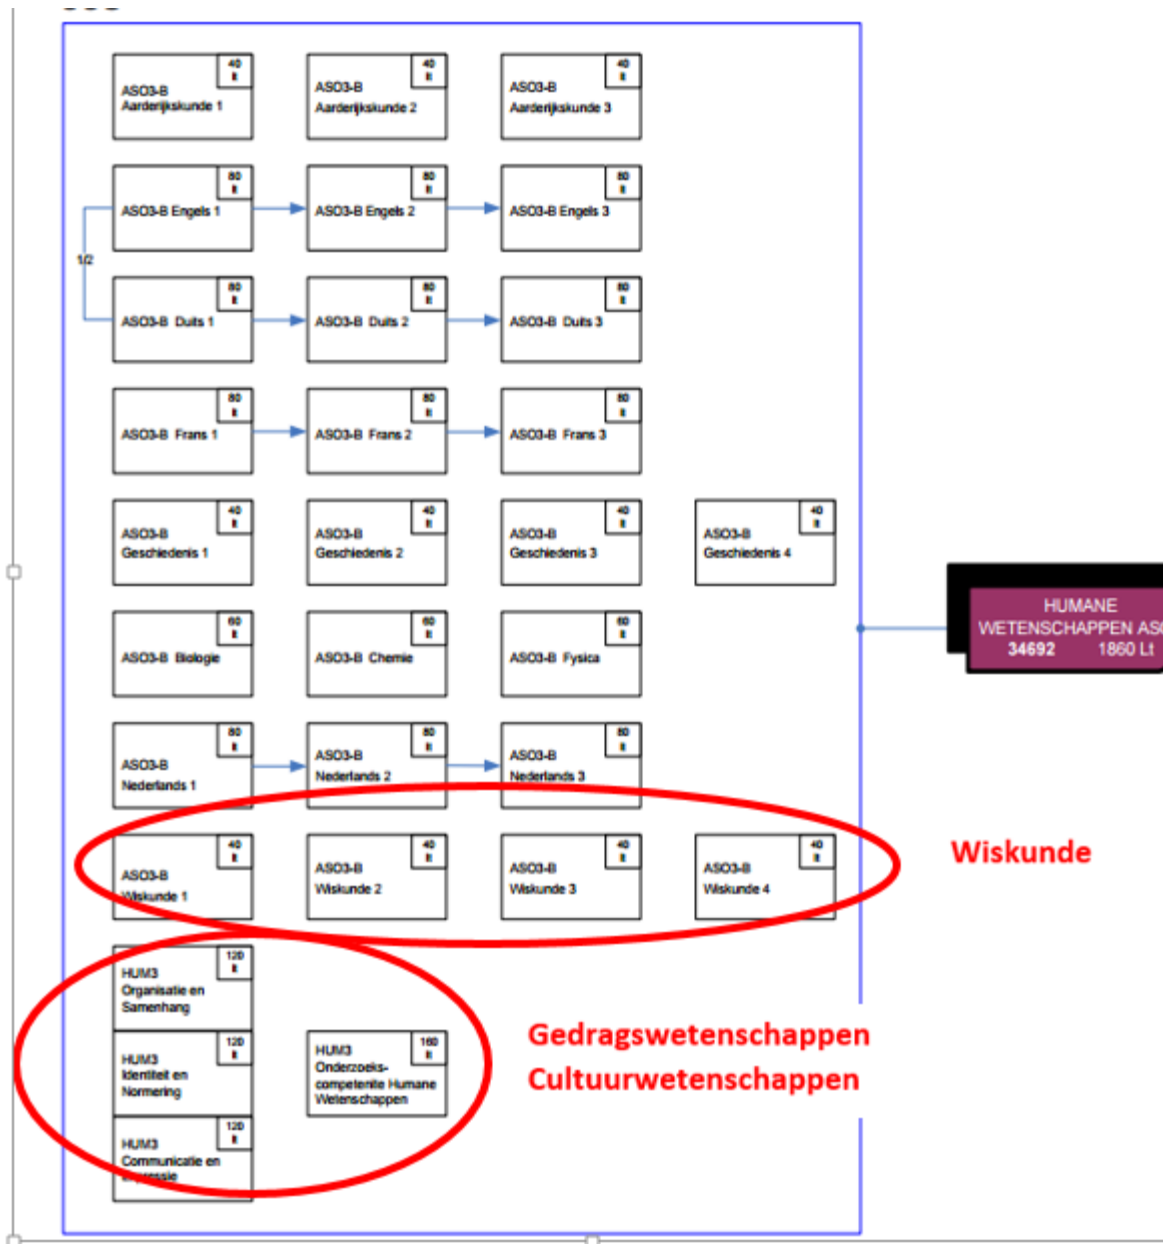 40
lt
ASO3-B
Aarderijkskunde 1
40
lt
ASO3-B
Aarderijkskunde 2
40
lt
ASO3-B
Aarderijkskunde 3
80
lt
ASO3-B Engels 1
80
lt
ASO3-B Engels 2
80
lt
ASO3-B Engels 3
1/2
80
lt
ASO3-B Duits 1
80
lt
ASO3-B Duits 2
80
lt
ASO3-B Duits 3
80
lt
ASO3-B Frans 1
80
lt
ASO3-B Frans 2
80
lt
ASO3-B Frans 3
40
lt
ASO3-B
Geschiedenis 1
40
lt
ASO3-B
Geschiedenis 2
40
lt
ASO3-B
Geschiedenis 3
40
lt
ASO3-B
Geschiedenis 4
HUMANE
WETENSCHAPPEN ASO
34692 1860 Lt
60
lt
ASO3-B Biologie
60
lt
ASO3-B Chemie
60
lt
ASO3-B Fysica
80
lt
ASO3-B
Nederlands 1
80
lt
ASO3-B
Nederlands 2
80
lt
ASO3-B
Nederlands 3
40
lt
ASO3-B
Wiskunde 1
40
lt
ASO3-B
Wiskunde 2
40
lt
ASO3-B
Wiskunde 3
40
lt
ASO3-B
Wiskunde 4
Wiskunde
120
lt
HUM3
Organisatie en
Samenhang
120
lt
HUM3
Identiteit en
Normering
160
lt
HUM3
Onderzoeks-
competenite Humane
Wetenschappen
Gedragswetenschappen
Cultuurwetenschappen
120
lt
HUM3
Communicatie en
Expressie